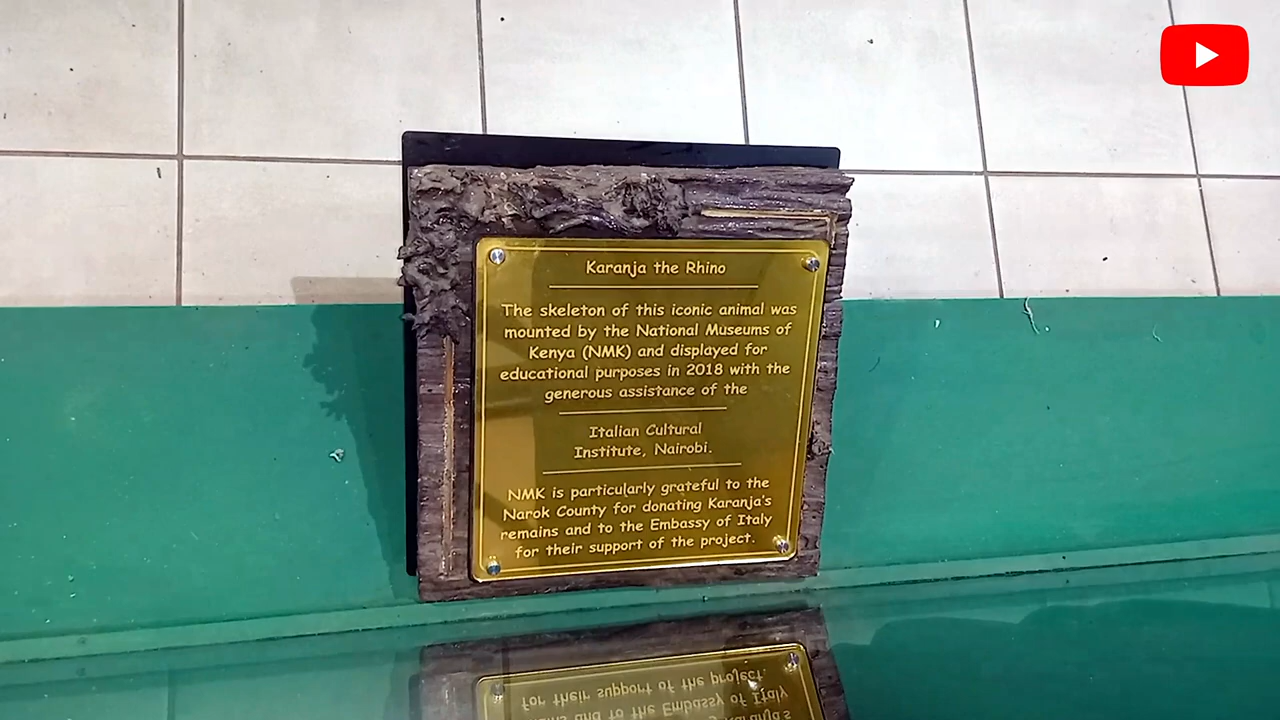 Karanja the Rhino
The skeleton of this iconic animal was
mounted by the National Museums of
Kenya (NMK) and displayed for
educational purposes in 2018 with the
generous assistance of the
Italian Cultural
Institute, Nairobi.
NMK is particularly grateful to the
Narok County for donating Karanja's
remains and to the Embassy of Italy
for their support of the project.